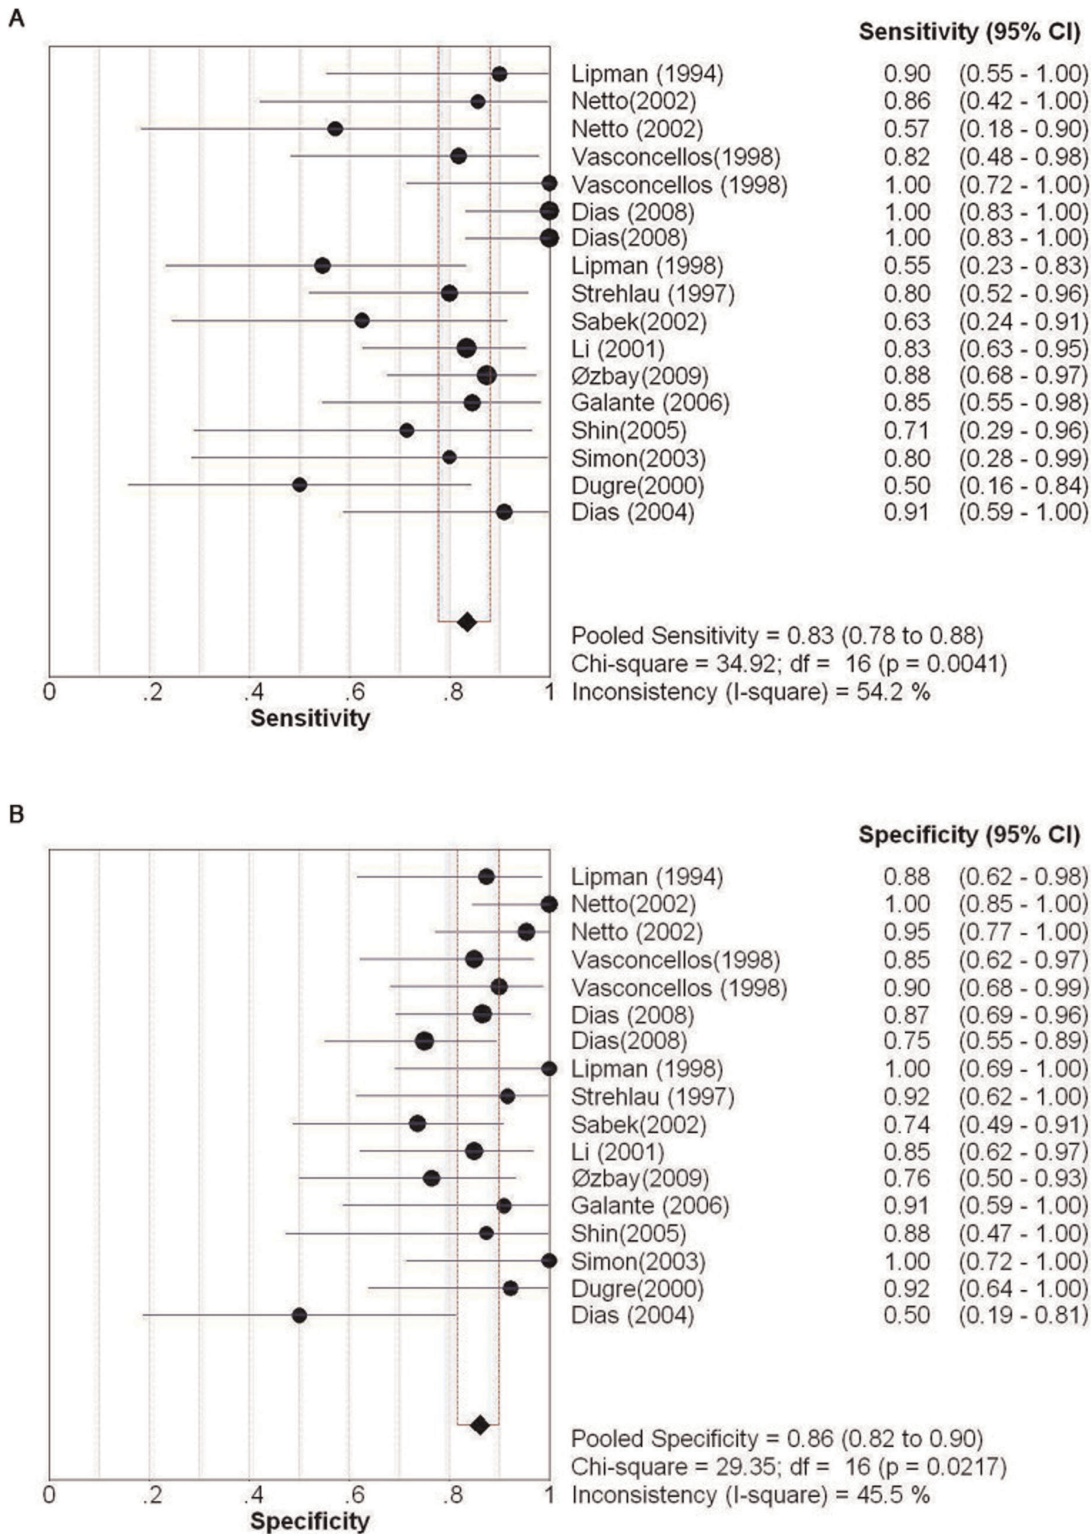 A
Sensitivity (95% CI)
Lipman (1994) 0.90 (0.55 - 1.00)
Netto(2002) 0.86 (0.42 - 1.00)
Netto (2002) 0.57 (0.18 - 0.90)
Vasconcellos(1998) 0.82 (0.48 - 0.98)
Vasconcellos (1998) 1.00 (0.72 - 1.00)
Dias (2008) 1.00 (0.83 - 1.00)
Dias(2008) 1.00 (0.83 - 1.00)
Lipman (1998) 0.55 (0.23 - 0.83)
Strehlau (1997) 0.80 (0.52 - 0.96)
Sabek(2002) 0.63 (0.24 - 0.91)
Li (2001) 0.83 (0.63 - 0.95)
Øzbay(2009) 0.88 (0.68 - 0.97)
Galante (2006) 0.85 (0.55 - 0.98)
Shin(2005) 0.71 (0.29 - 0.96)
Simon(2003) 0.80 (0.28 - 0.99)
Dugre(2000) 0.50 (0.16 - 0.84)
Dias (2004) 0.91 (0.59 - 1.00)
Pooled Sensitivity = 0.83 (0.78 to 0.88)
Chi-square = 34.92; df = 16 (p = 0.0041)
Inconsistency (I-square) = 54.2 %
0 .2 .4 .6 .8 1
Sensitivity
B
Specificity (95% CI)
Lipman (1994) 0.88 (0.62 - 0.98)
Netto(2002) 1.00 (0.85 - 1.00)
Netto (2002) 0.95 (0.77 - 1.00)
Vasconcellos(1998) 0.85 (0.62 - 0.97)
Vasconcellos (1998) 0.90 (0.68 - 0.99)
Dias (2008) 0.87 (0.69 - 0.96)
Dias(2008) 0.75 (0.55 - 0.89)
Lipman (1998) 1.00 (0.69 - 1.00)
Strehlau (1997) 0.92 (0.62 - 1.00)
Sabek(2002) 0.74 (0.49 - 0.91)
Li (2001) 0.85 (0.62 - 0.97)
Øzbay(2009) 0.76 (0.50 - 0.93)
Galante (2006) 0.91 (0.59 - 1.00)
Shin(2005) 0.88 (0.47 - 1.00)
Simon(2003) 1.00 (0.72 - 1.00)
Dugre(2000) 0.92 (0.64 - 1.00)
Dias (2004) 0.50 (0.19 - 0.81)
Pooled Specificity = 0.86 (0.82 to 0.90)
Chi-square = 29.35; df = 16 (p = 0.0217)
Inconsistency (I-square) = 45.5 %
0 .2 .4 .6 .8 1
Specificity